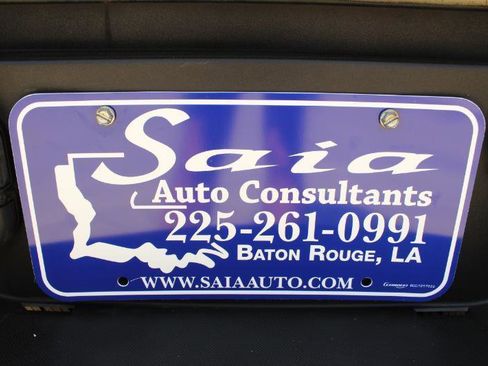 Saia
Auto Consultants
225-261-0991
BATON ROUGE, LA
WWW.SAIAAUTO.COM